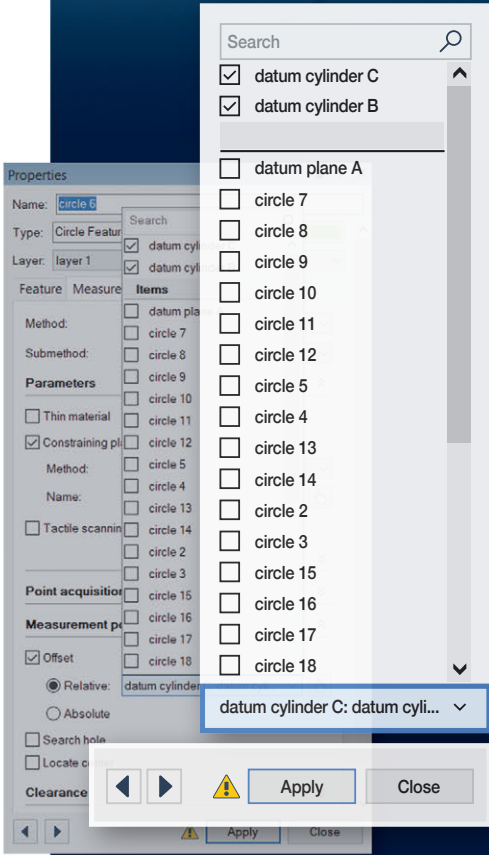 Search
datum cylinder C
datum cylinder B
datum plane A
circle 7
circle 8
circle 9
circle 10
circle 11
circle 12
circle 5
circle 4
circle 13
circle 14
circle 2
circle 3
circle 15
circle 16
circle 17
circle 18
datum cylinder C: datum cyli...
Apply
Close
Properties
Name: circle 6
Type: Circle Featur
Layer: layer 1
Feature Measure
Method:
Submethod:
Parameters
Thin material
Constraining pl
Method:
Name:
Tactile scannin
Point acquisition
Measurement p
Offset
Relative: datum cylinder
Absolute
Search hole
Locate
Clearance
Search
datum cyl
datum cyl
Items
datum pla
circle 7
circle 8
circle 9
circle 10
circle 11
circle 12
circle 5
circle 4
circle 13
circle 14
circle 2
circle 3
circle 15
circle 16
circle 17
circle 18
Apply
Close